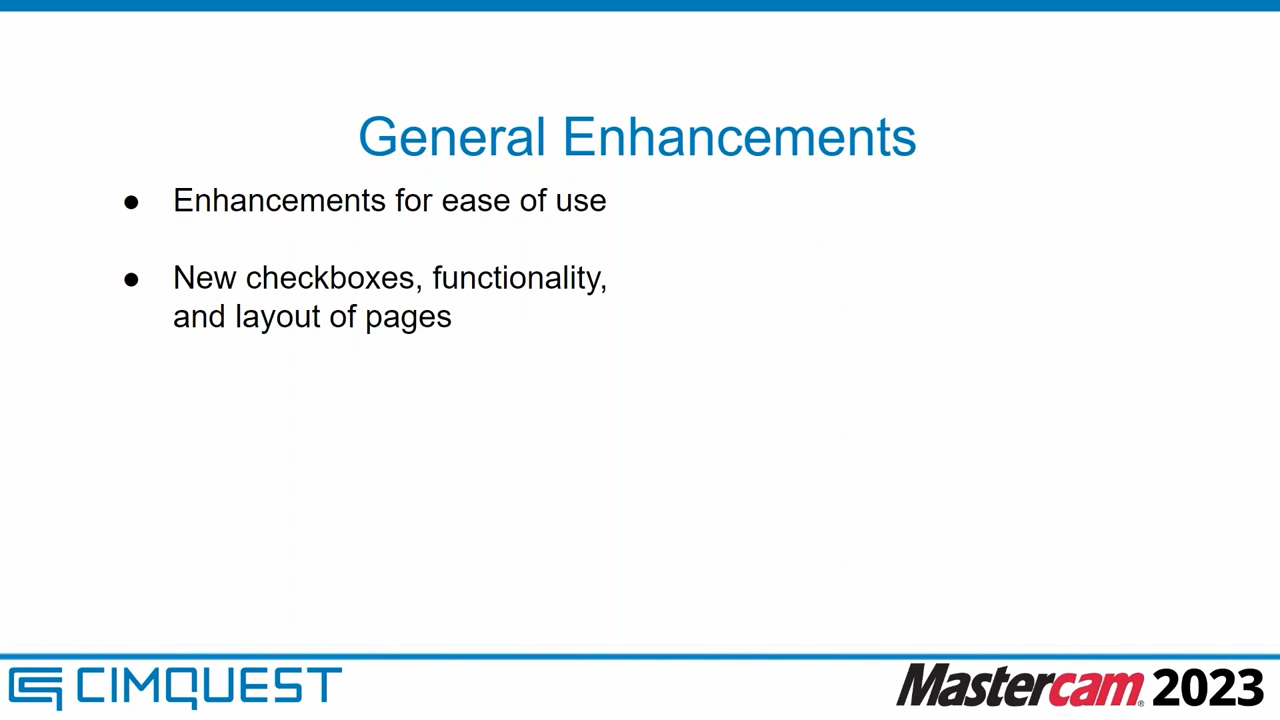 General Enhancements
● Enhancements for ease of use
● New checkboxes, functionality,
and layout of pages
CIMQUEST
Mastercam® 2023